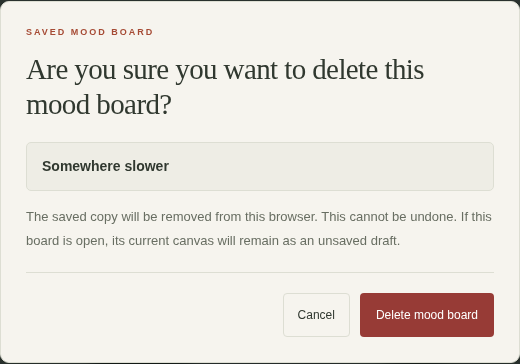 SAVED MOOD BOARD
Are you sure you want to delete this
mood board?
Somewhere slower
The saved copy will be removed from this browser. This cannot be undone. If this
board is open, its current canvas will remain as an unsaved draft.
Cancel
Delete mood board